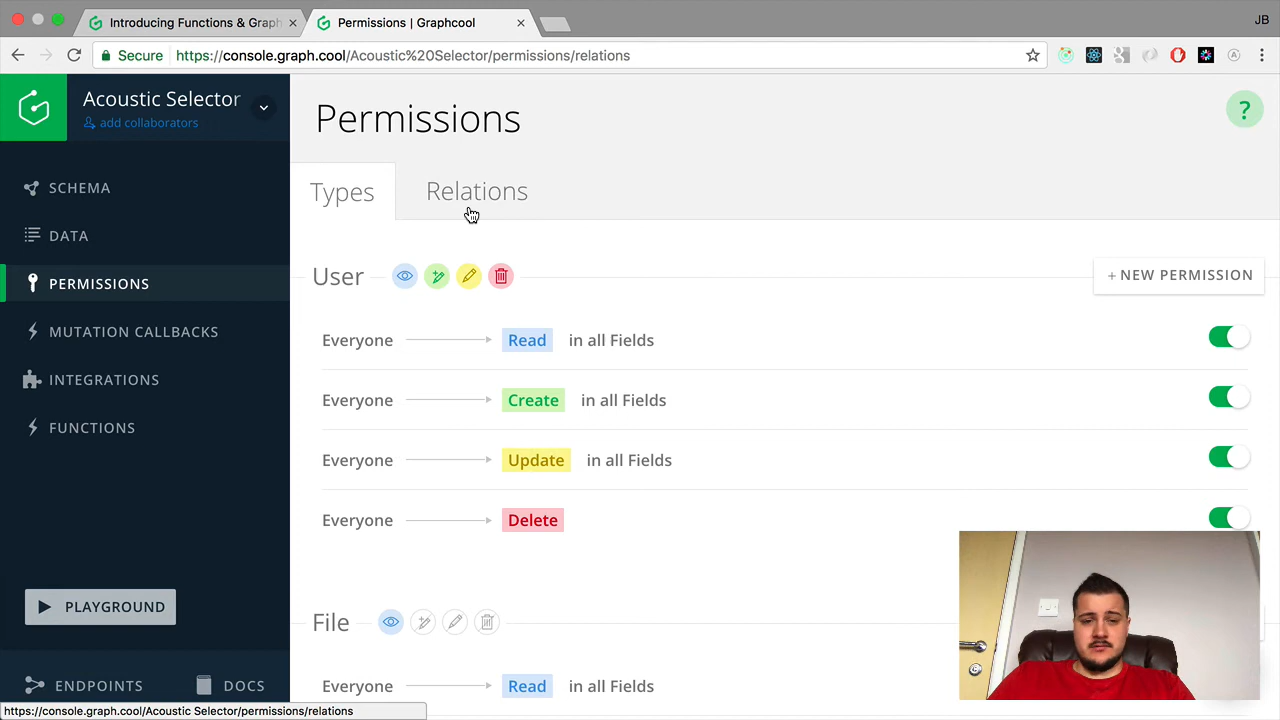 Introducing Functions & Graph
Permissions | Graphcool
JB
Secure
https://console.graph.cool/Acoustic%20Selector/permissions/relations
Acoustic Selector
add collaborators
SCHEMA
DATA
PERMISSIONS
MUTATION CALLBACKS
INTEGRATIONS
FUNCTIONS
PLAYGROUND
ENDPOINTS
DOCS
Permissions
?
Types
Relations
User
+ NEW PERMISSION
Everyone Read in all Fields
Everyone Create in all Fields
Everyone Update in all Fields
Everyone Delete
File
Everyone Read in all Fields
https://console.graph.cool/Acoustic Selector/permissions/relations